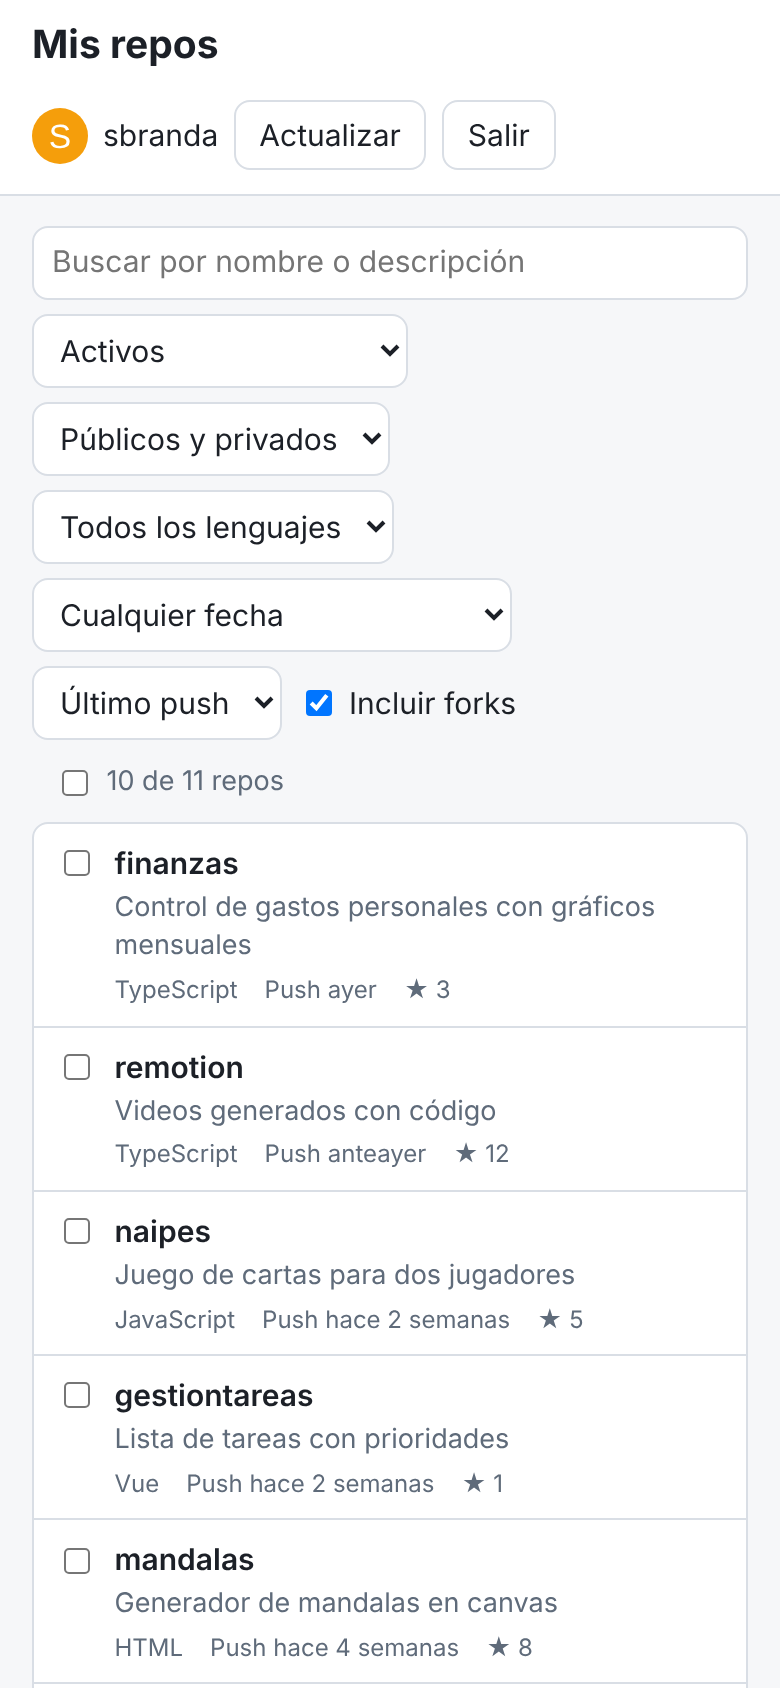 Mis repos
S sbranda Actualizar Salir
Buscar por nombre o descripción
Activos
Públicos y privados
Todos los lenguajes
Cualquier fecha
Último push Incluir forks
10 de 11 repos
finanzas
Control de gastos personales con gráficos
mensuales
TypeScript Push ayer ★ 3
remotion
Videos generados con código
TypeScript Push anteayer ★ 12
naipes
Juego de cartas para dos jugadores
JavaScript Push hace 2 semanas ★ 5
gestiontareas
Lista de tareas con prioridades
Vue Push hace 2 semanas ★ 1
mandalas
Generador de mandalas en canvas
HTML Push hace 4 semanas ★ 8